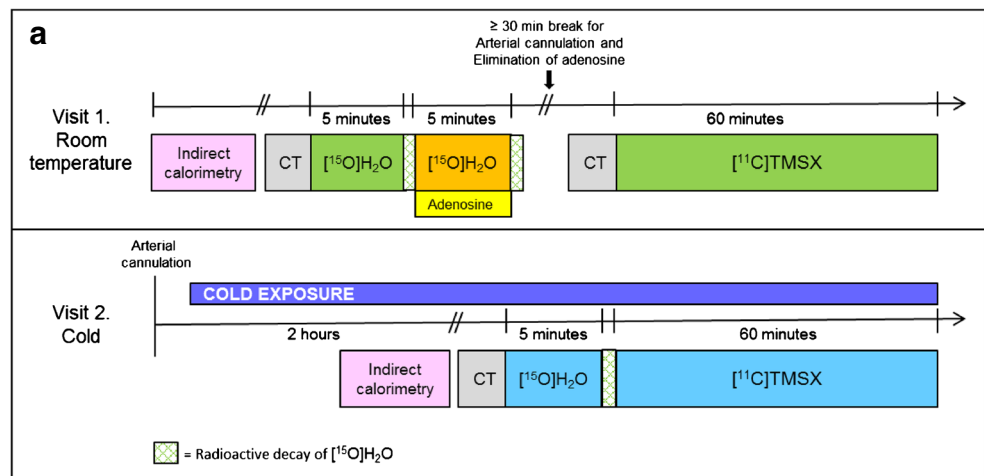 a
≥ 30 min break for
Arterial cannulation and
Elimination of adenosine
Visit 1.
Room
temperature
5 minutes
5 minutes
60 minutes
Indirect
calorimetry
CT
[¹⁵O]H₂O
[¹⁵O]H₂O
CT
[¹¹C]TMSX
Adenosine
Arterial
cannulation
Visit 2.
Cold
COLD EXPOSURE
2 hours
5 minutes
60 minutes
Indirect
calorimetry
CT
[¹⁵O]H₂O
[¹¹C]TMSX
= Radioactive decay of [¹⁵O]H₂O